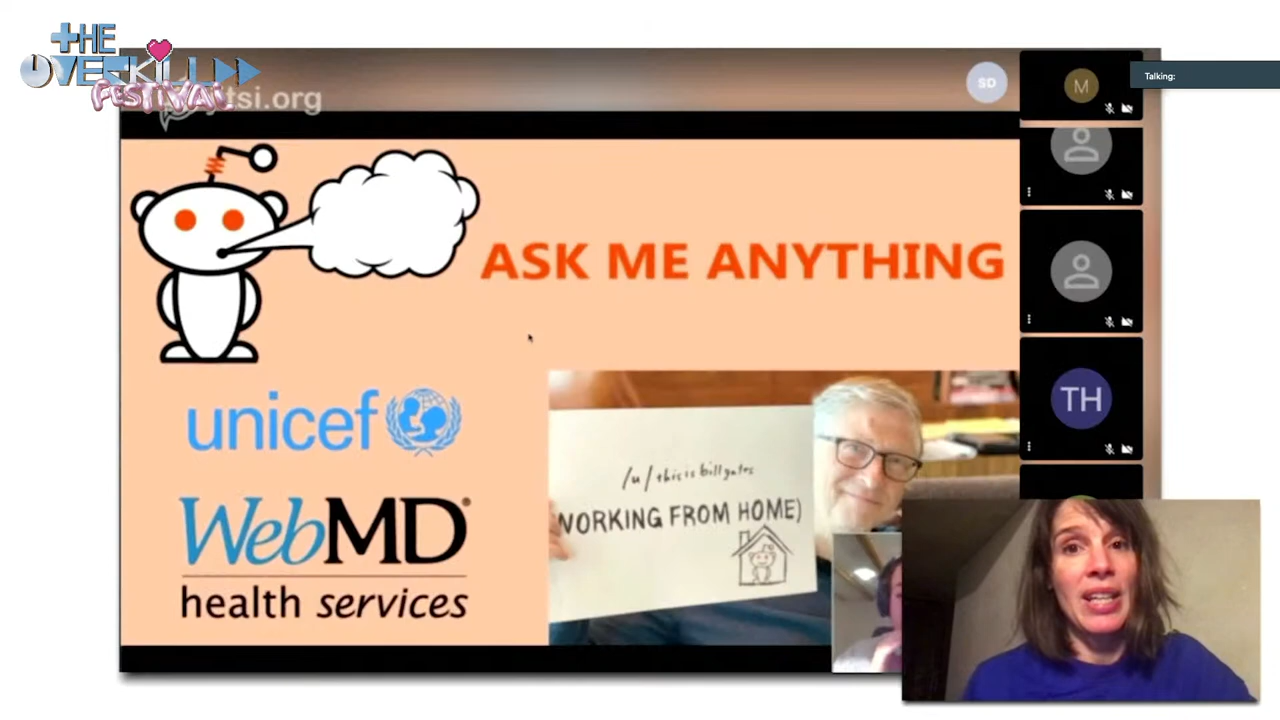 THE
OVERKILL
FESTIVAL
tsi.org
SD
M
Talking:
ASK ME ANYTHING
TH
unicef
/u/thisisbillgates
WORKING FROM HOME)
WebMD®
health services